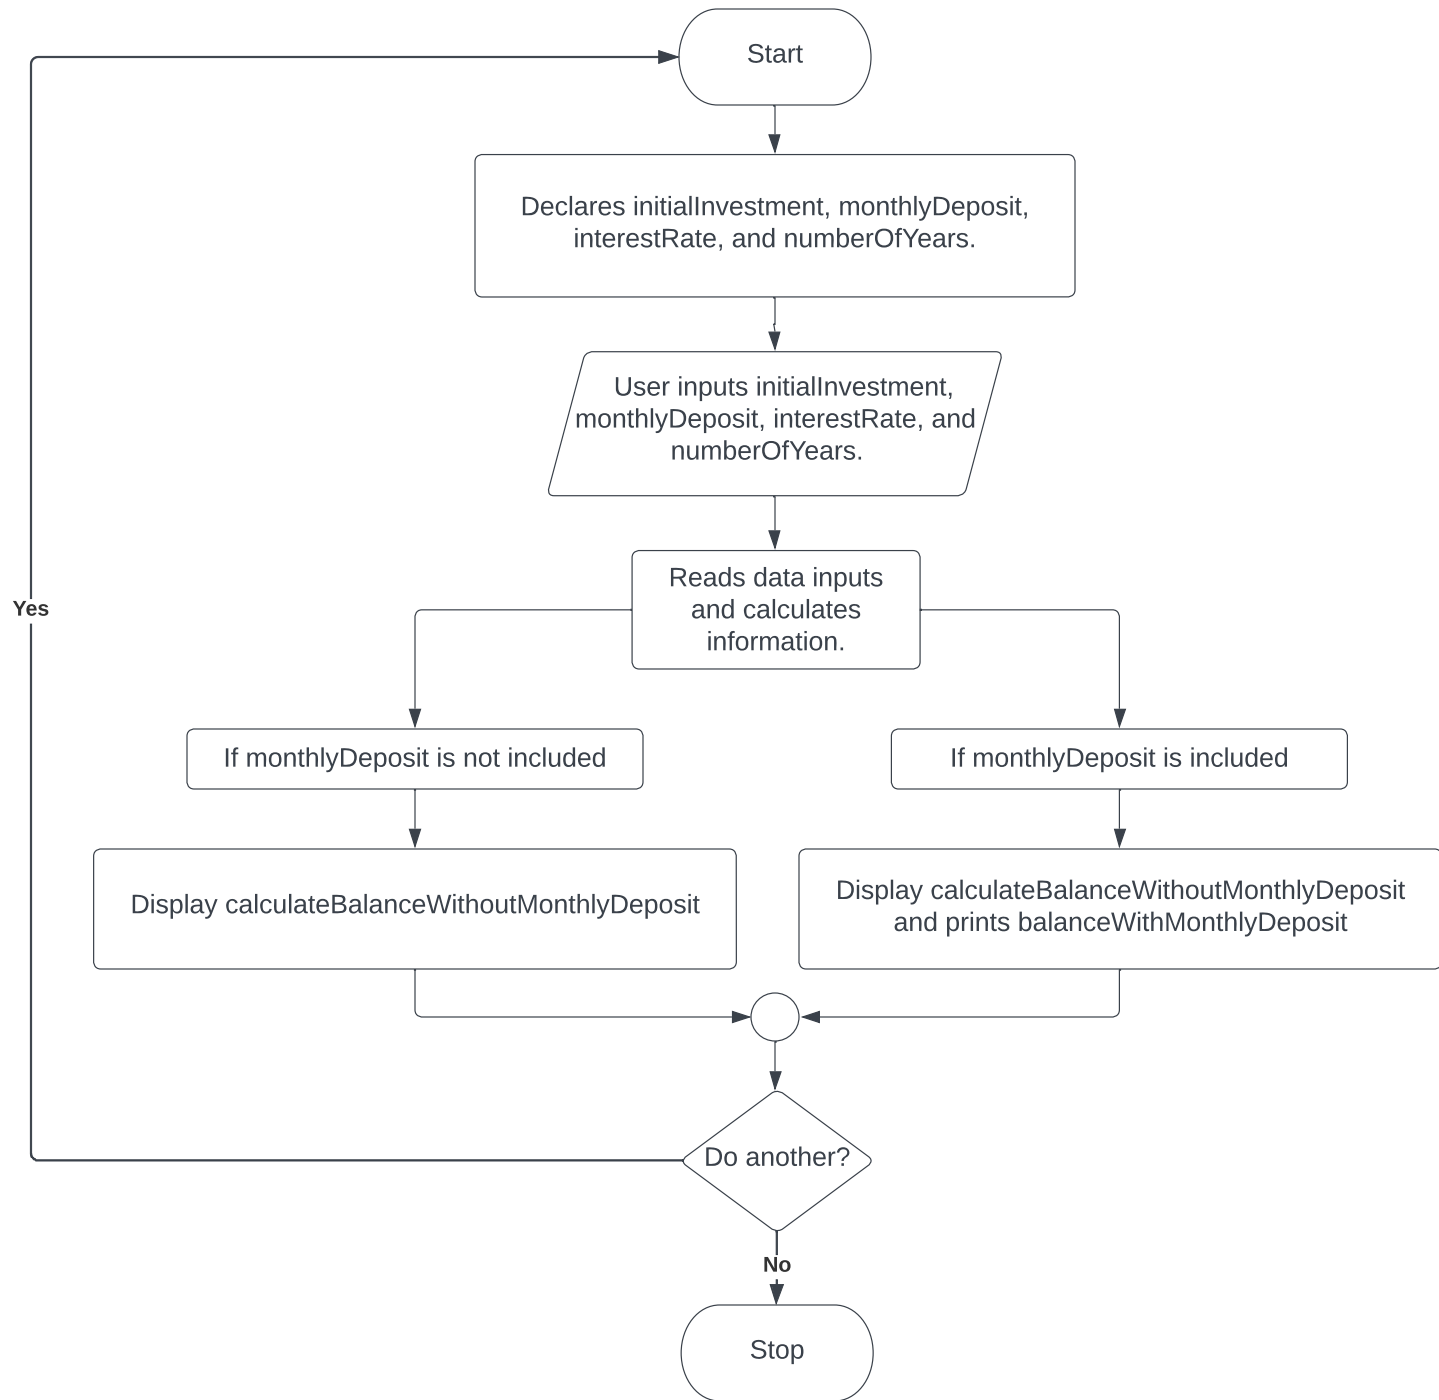 Start
Declares initialInvestment, monthlyDeposit,
interestRate, and numberOfYears.
User inputs initialInvestment,
monthlyDeposit, interestRate, and
numberOfYears.
Reads data inputs
and calculates
information.
Yes
If monthlyDeposit is not included
If monthlyDeposit is included
Display calculateBalanceWithoutMonthlyDeposit
Display calculateBalanceWithoutMonthlyDeposit
and prints balanceWithMonthlyDeposit
Do another?
No
Stop